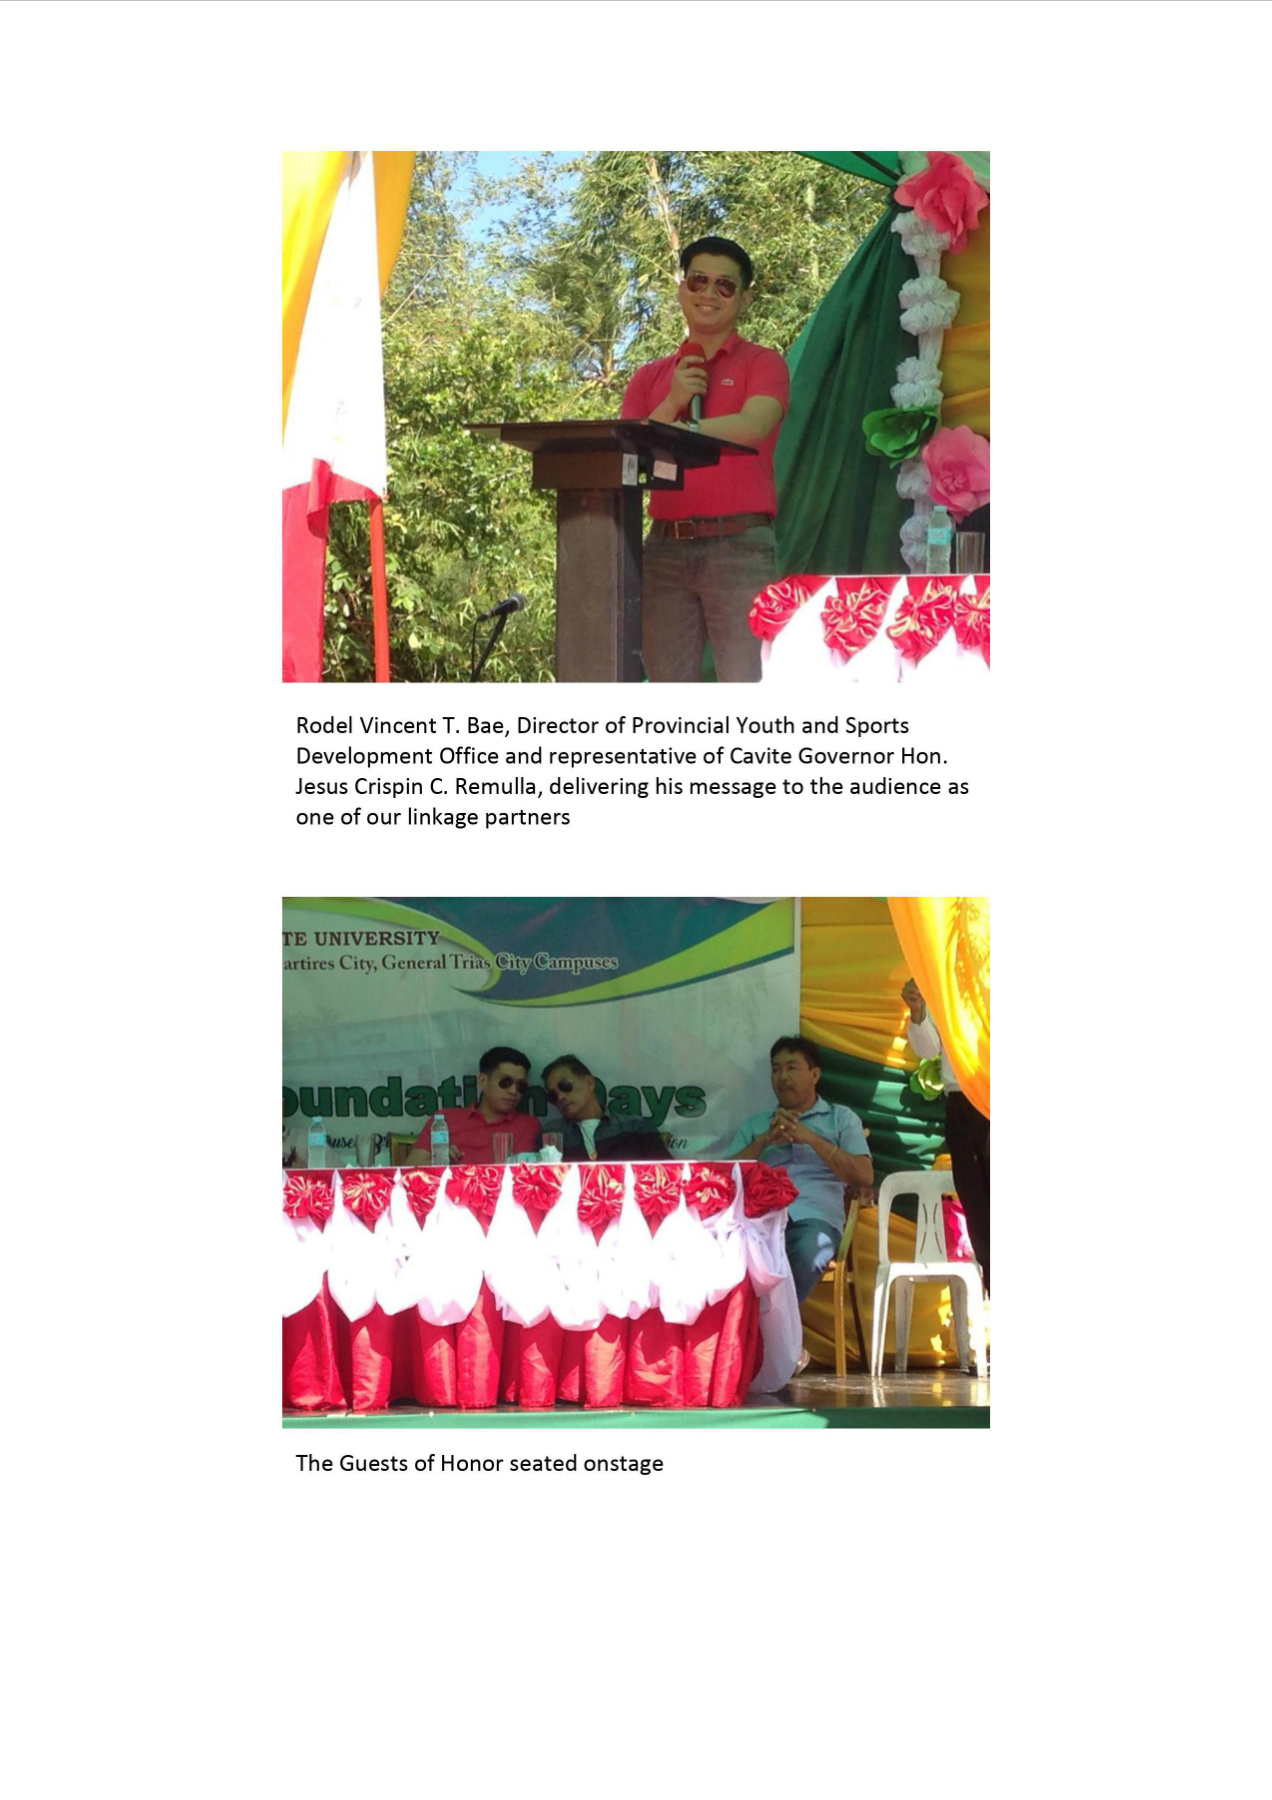 Rodel Vincent T. Bae, Director of Provincial Youth and Sports
Development Office and representative of Cavite Governor Hon.
Jesus Crispin C. Remulla, delivering his message to the audience as
one of our linkage partners
TE UNIVERSITY
artires City, General Trias City Campuses
oundati n ays
The Guests of Honor seated onstage